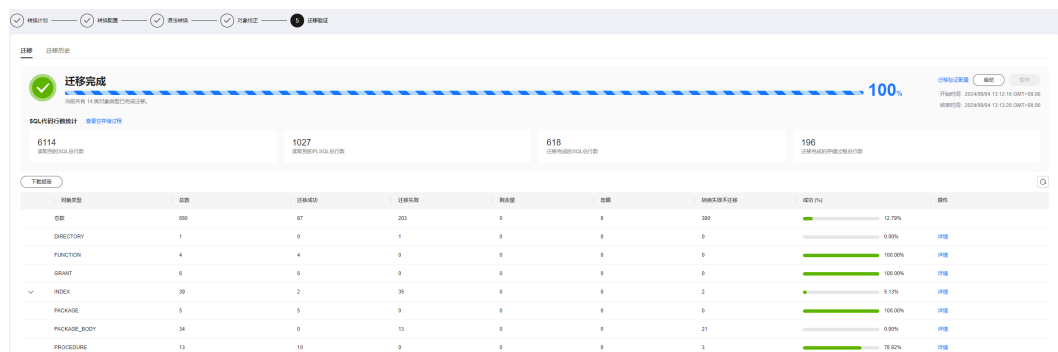 转换计划 转换配置 语法转换 对象校正 5 迁移验证
迁移 迁移历史
迁移完成
100%
当前共有 14 类对象类型已完成迁移。
迁移验证配置 启动 暂停
开始时间: 2024/09/04 13:12:16 GMT+08:00
结束时间: 2024/09/04 13:13:28 GMT+08:00
SQL代码行数统计 查看空存储过程
6114 1027 618 196
读取到的SQL总行数 读取到的PLSQL总行数 迁移完成的SQL总行数 迁移完成的存储过程总行数
下载报告
对象类型 总数 迁移成功 迁移失败 剩余量 忽略 转换失败不迁移 成功 (%) 操作
总数 680 87 203 0 0 390 12.79%
DIRECTORY 1 0 1 0 0 0 0.00% 详情
FUNCTION 4 4 0 0 0 0 100.00% 详情
GRANT 6 6 0 0 0 0 100.00% 详情
INDEX 39 2 35 0 0 2 5.13% 详情
PACKAGE 5 5 0 0 0 0 100.00% 详情
PACKAGE_BODY 34 0 13 0 0 21 0.00% 详情
PROCEDURE 13 10 0 0 0 3 76.92% 详情